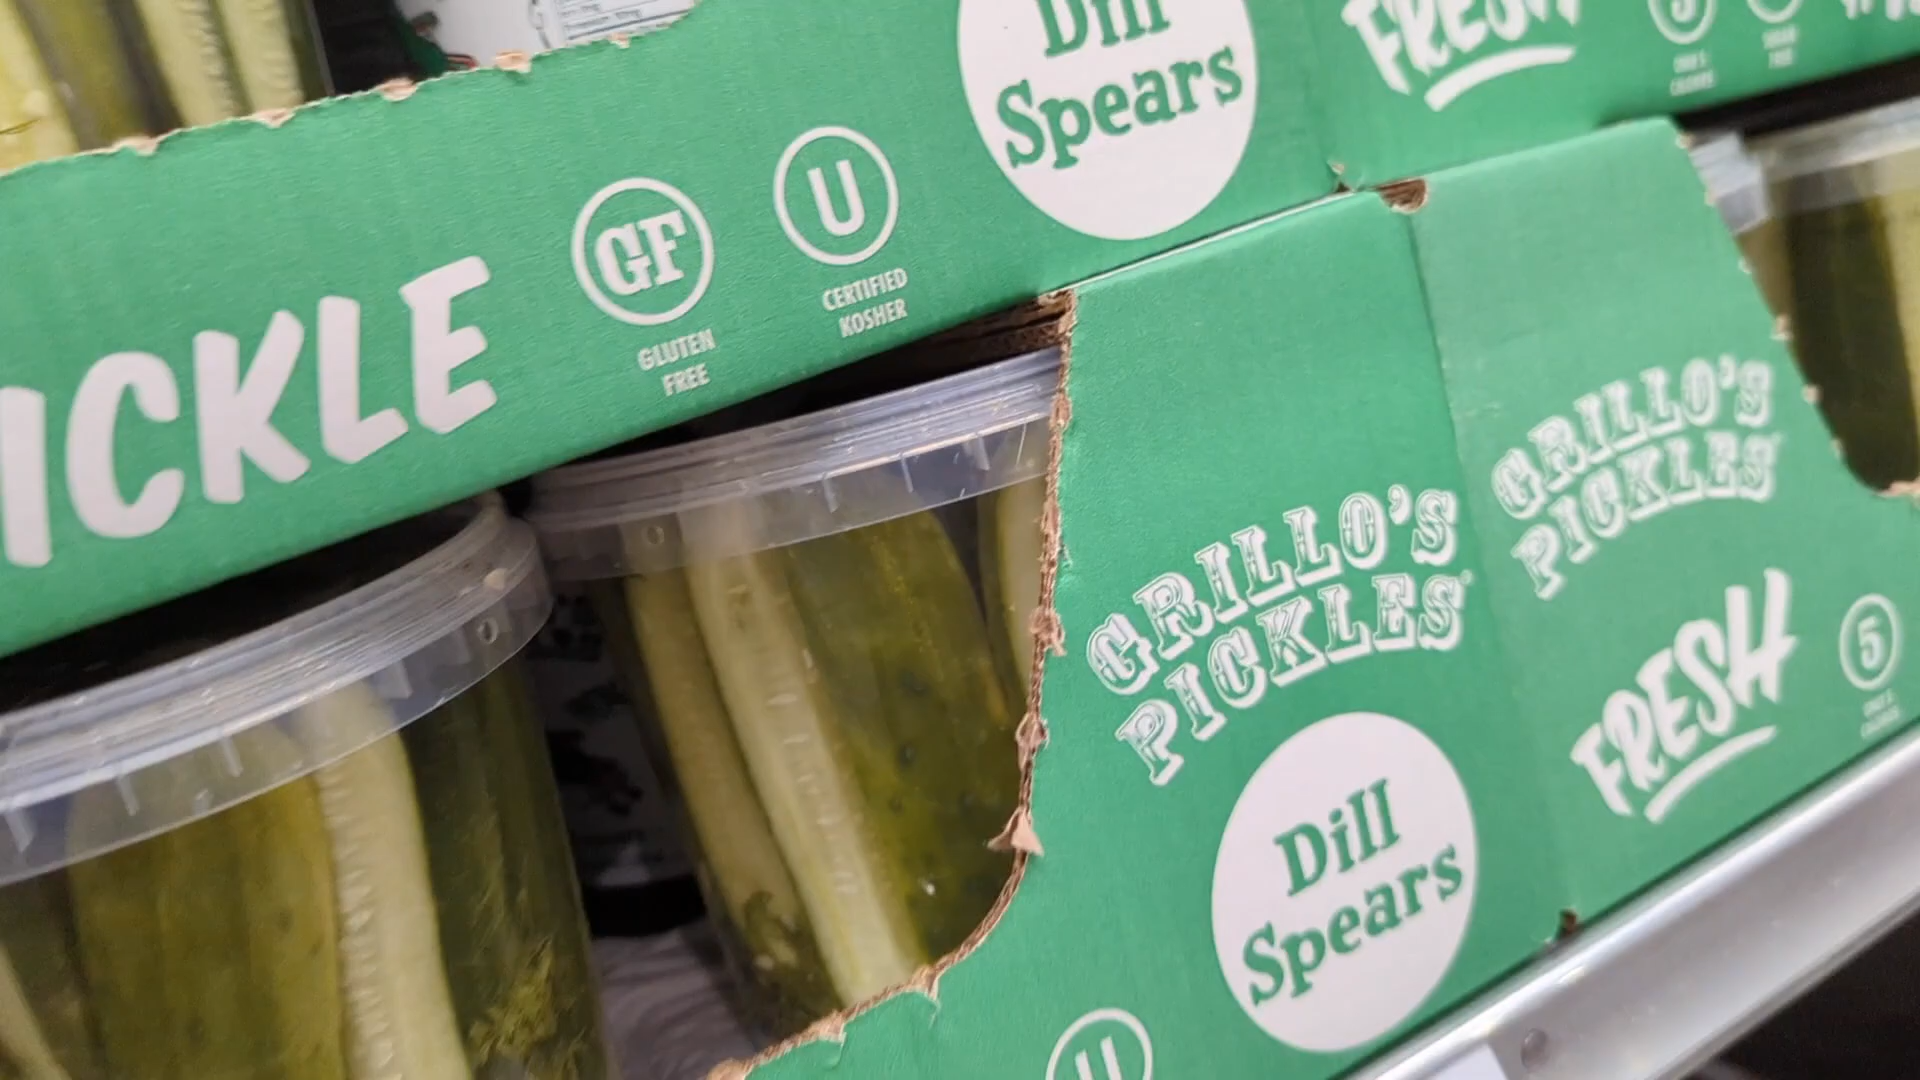 Dill
Spears
FRESH
ICKLE
GF
GLUTEN
FREE
U
CERTIFIED
KOSHER
GRILLO'S
PICKLES
Dill
Spears
U
GRILLO'S
PICKLES
FRESH
5